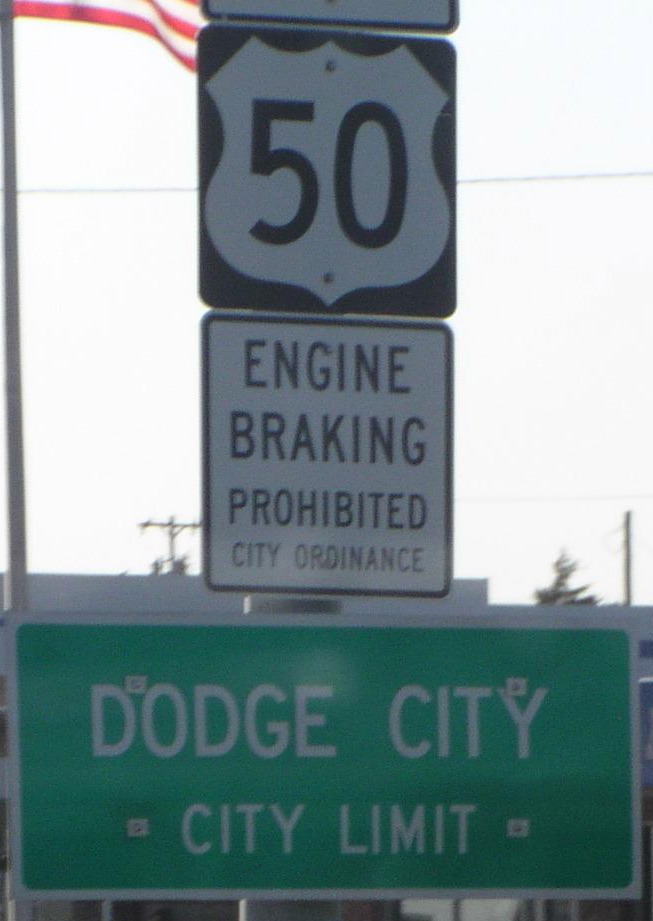 50
ENGINE
BRAKING
PROHIBITED
CITY ORDINANCE
DODGE CITY
CITY LIMIT